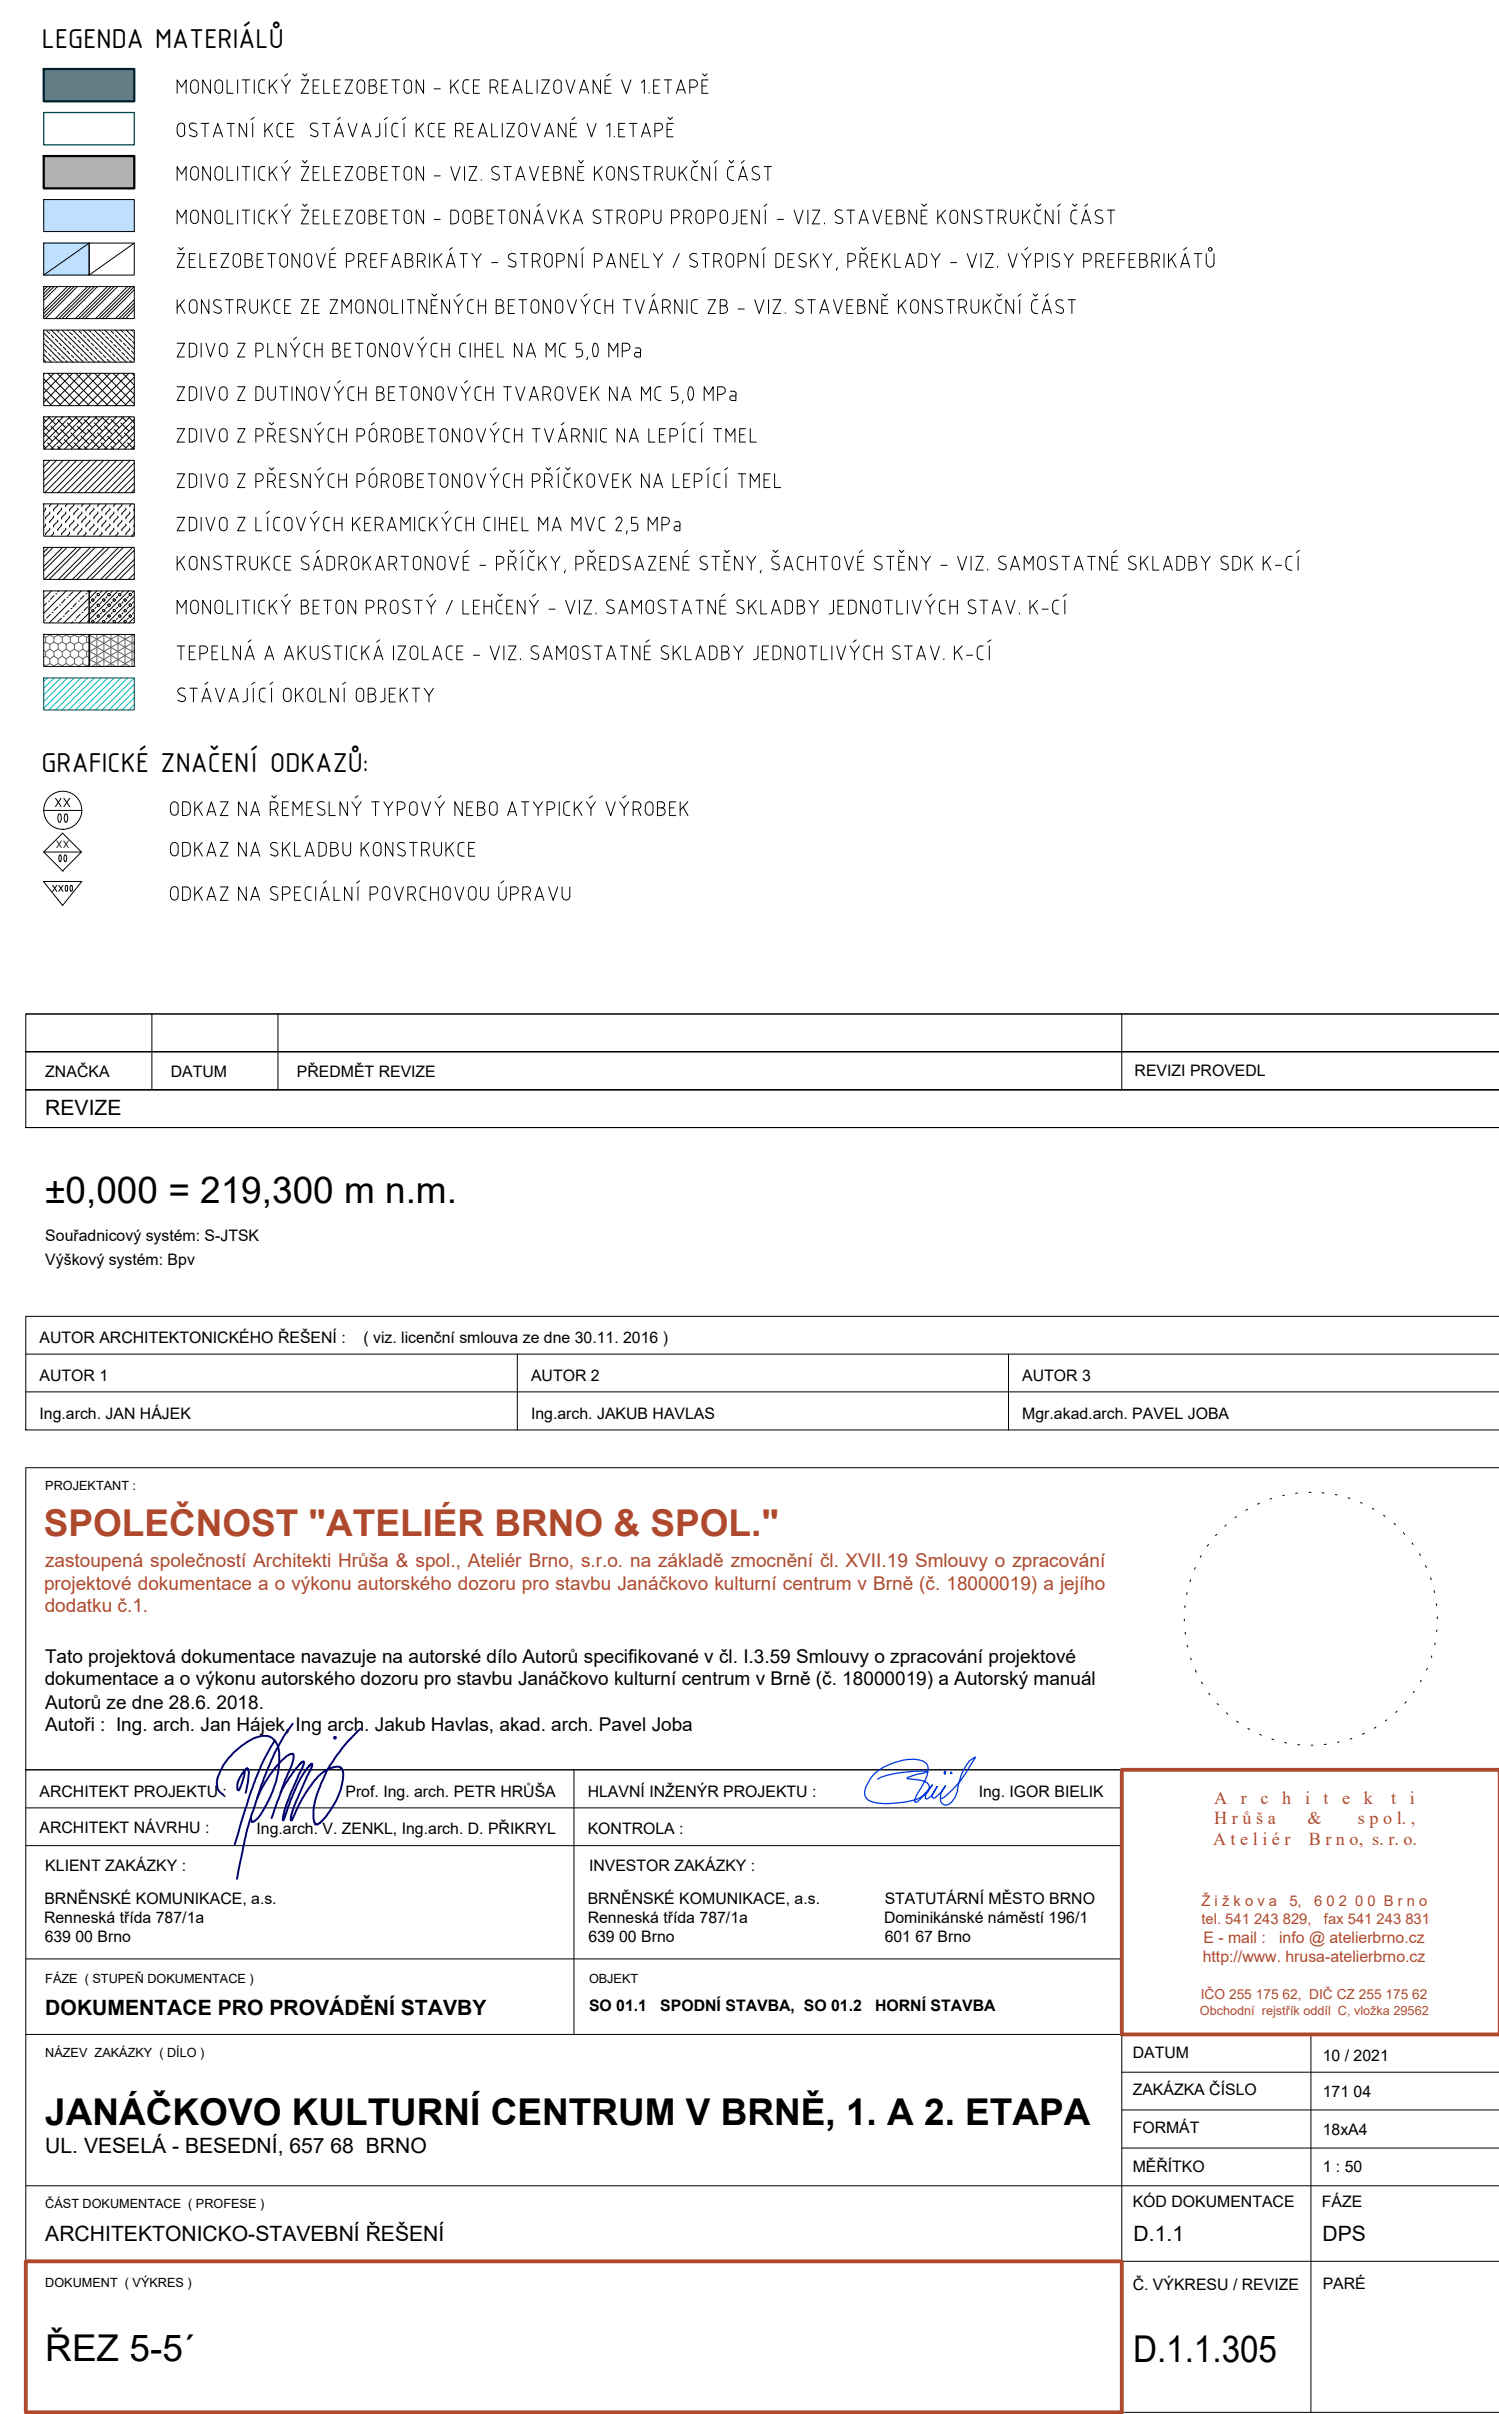 LEGENDA MATERIÁLŮ
MONOLITICKÝ ŽELEZOBETON - KCE REALIZOVANÉ V 1.ETAPĚ
OSTATNÍ KCE STÁVAJÍCÍ KCE REALIZOVANÉ V 1.ETAPĚ
MONOLITICKÝ ŽELEZOBETON - VIZ. STAVEBNĚ KONSTRUKČNÍ ČÁST
MONOLITICKÝ ŽELEZOBETON - DOBETONÁVKA STROPU PROPOJENÍ - VIZ. STAVEBNĚ KONSTRUKČNÍ ČÁST
ŽELEZOBETONOVÉ PREFABRIKÁTY - STROPNÍ PANELY / STROPNÍ DESKY, PŘEKLADY - VIZ. VÝPISY PREFEBRIKÁTŮ
KONSTRUKCE ZE ZMONOLITNĚNÝCH BETONOVÝCH TVÁRNIC ZB - VIZ. STAVEBNĚ KONSTRUKČNÍ ČÁST
ZDIVO Z PLNÝCH BETONOVÝCH CIHEL NA MC 5,0 MPa
ZDIVO Z DUTINOVÝCH BETONOVÝCH TVAROVEK NA MC 5,0 MPa
ZDIVO Z PŘESNÝCH PÓROBETONOVÝCH TVÁRNIC NA LEPÍCÍ TMEL
ZDIVO Z PŘESNÝCH PÓROBETONOVÝCH PŘÍČKOVEK NA LEPÍCÍ TMEL
ZDIVO Z LÍCOVÝCH KERAMICKÝCH CIHEL MA MVC 2,5 MPa
KONSTRUKCE SÁDROKARTONOVÉ - PŘÍČKY, PŘEDSAZENÉ STĚNY, ŠACHTOVÉ STĚNY - VIZ. SAMOSTATNÉ SKLADBY SDK K-CÍ
MONOLITICKÝ BETON PROSTÝ / LEHČENÝ - VIZ. SAMOSTATNÉ SKLADBY JEDNOTLIVÝCH STAV. K-CÍ
TEPELNÁ A AKUSTICKÁ IZOLACE - VIZ. SAMOSTATNÉ SKLADBY JEDNOTLIVÝCH STAV. K-CÍ
STÁVAJÍCÍ OKOLNÍ OBJEKTY
GRAFICKÉ ZNAČENÍ ODKAZŮ:
XX
00
ODKAZ NA ŘEMESLNÝ TYPOVÝ NEBO ATYPICKÝ VÝROBEK
XX
00
ODKAZ NA SKLADBU KONSTRUKCE
XX00
ODKAZ NA SPECIÁLNÍ POVRCHOVOU ÚPRAVU
ZNAČKA DATUM PŘEDMĚT REVIZE REVIZI PROVEDL
REVIZE
±0,000 = 219,300 m n.m.
Souřadnicový systém: S-JTSK
Výškový systém: Bpv
AUTOR ARCHITEKTONICKÉHO ŘEŠENÍ : ( viz. licenční smlouva ze dne 30.11. 2016 )
AUTOR 1 AUTOR 2 AUTOR 3
Ing.arch. JAN HÁJEK Ing.arch. JAKUB HAVLAS Mgr.akad.arch. PAVEL JOBA
PROJEKTANT :
SPOLEČNOST "ATELIÉR BRNO & SPOL."
zastoupená společností Architekti Hrůša & spol., Ateliér Brno, s.r.o. na základě zmocnění čl. XVII.19 Smlouvy o zpracování
projektové dokumentace a o výkonu autorského dozoru pro stavbu Janáčkovo kulturní centrum v Brně (č. 18000019) a jejího
dodatku č.1.
Tato projektová dokumentace navazuje na autorské dílo Autorů specifikované v čl. I.3.59 Smlouvy o zpracování projektové
dokumentace a o výkonu autorského dozoru pro stavbu Janáčkovo kulturní centrum v Brně (č. 18000019) a Autorský manuál
Autorů ze dne 28.6. 2018.
Autoři : Ing. arch. Jan Hájek, Ing arch. Jakub Havlas, akad. arch. Pavel Joba
ARCHITEKT PROJEKTU : Prof. Ing. arch. PETR HRŮŠA HLAVNÍ INŽENÝR PROJEKTU : Ing. IGOR BIELIK
ARCHITEKT NÁVRHU : Ing.arch. V. ZENKL, Ing.arch. D. PŘIKRYL KONTROLA :
KLIENT ZAKÁZKY : INVESTOR ZAKÁZKY :
BRNĚNSKÉ KOMUNIKACE, a.s. BRNĚNSKÉ KOMUNIKACE, a.s. STATUTÁRNÍ MĚSTO BRNO
Renneská třída 787/1a Renneská třída 787/1a Dominikánské náměstí 196/1
639 00 Brno 639 00 Brno 601 67 Brno
Architekti
Hrůša & spol.,
Ateliér Brno, s.r.o.
Žižkova 5, 602 00 Brno
tel. 541 243 829, fax 541 243 831
E - mail : info @ atelierbrno.cz
http://www. hrusa-atelierbrno.cz
IČO 255 175 62, DIČ CZ 255 175 62
Obchodní rejstřík oddíl C, vložka 29562
FÁZE ( STUPEŇ DOKUMENTACE ) OBJEKT
DOKUMENTACE PRO PROVÁDĚNÍ STAVBY SO 01.1 SPODNÍ STAVBA, SO 01.2 HORNÍ STAVBA
NÁZEV ZAKÁZKY ( DÍLO )
JANÁČKOVO KULTURNÍ CENTRUM V BRNĚ, 1. A 2. ETAPA
UL. VESELÁ - BESEDNÍ, 657 68 BRNO
DATUM 10 / 2021
ZAKÁZKA ČÍSLO 171 04
FORMÁT 18xA4
MĚŘÍTKO 1 : 50
ČÁST DOKUMENTACE ( PROFESE ) KÓD DOKUMENTACE FÁZE
ARCHITEKTONICKO-STAVEBNÍ ŘEŠENÍ D.1.1 DPS
DOKUMENT ( VÝKRES ) Č. VÝKRESU / REVIZE PARÉ
ŘEZ 5-5´ D.1.1.305